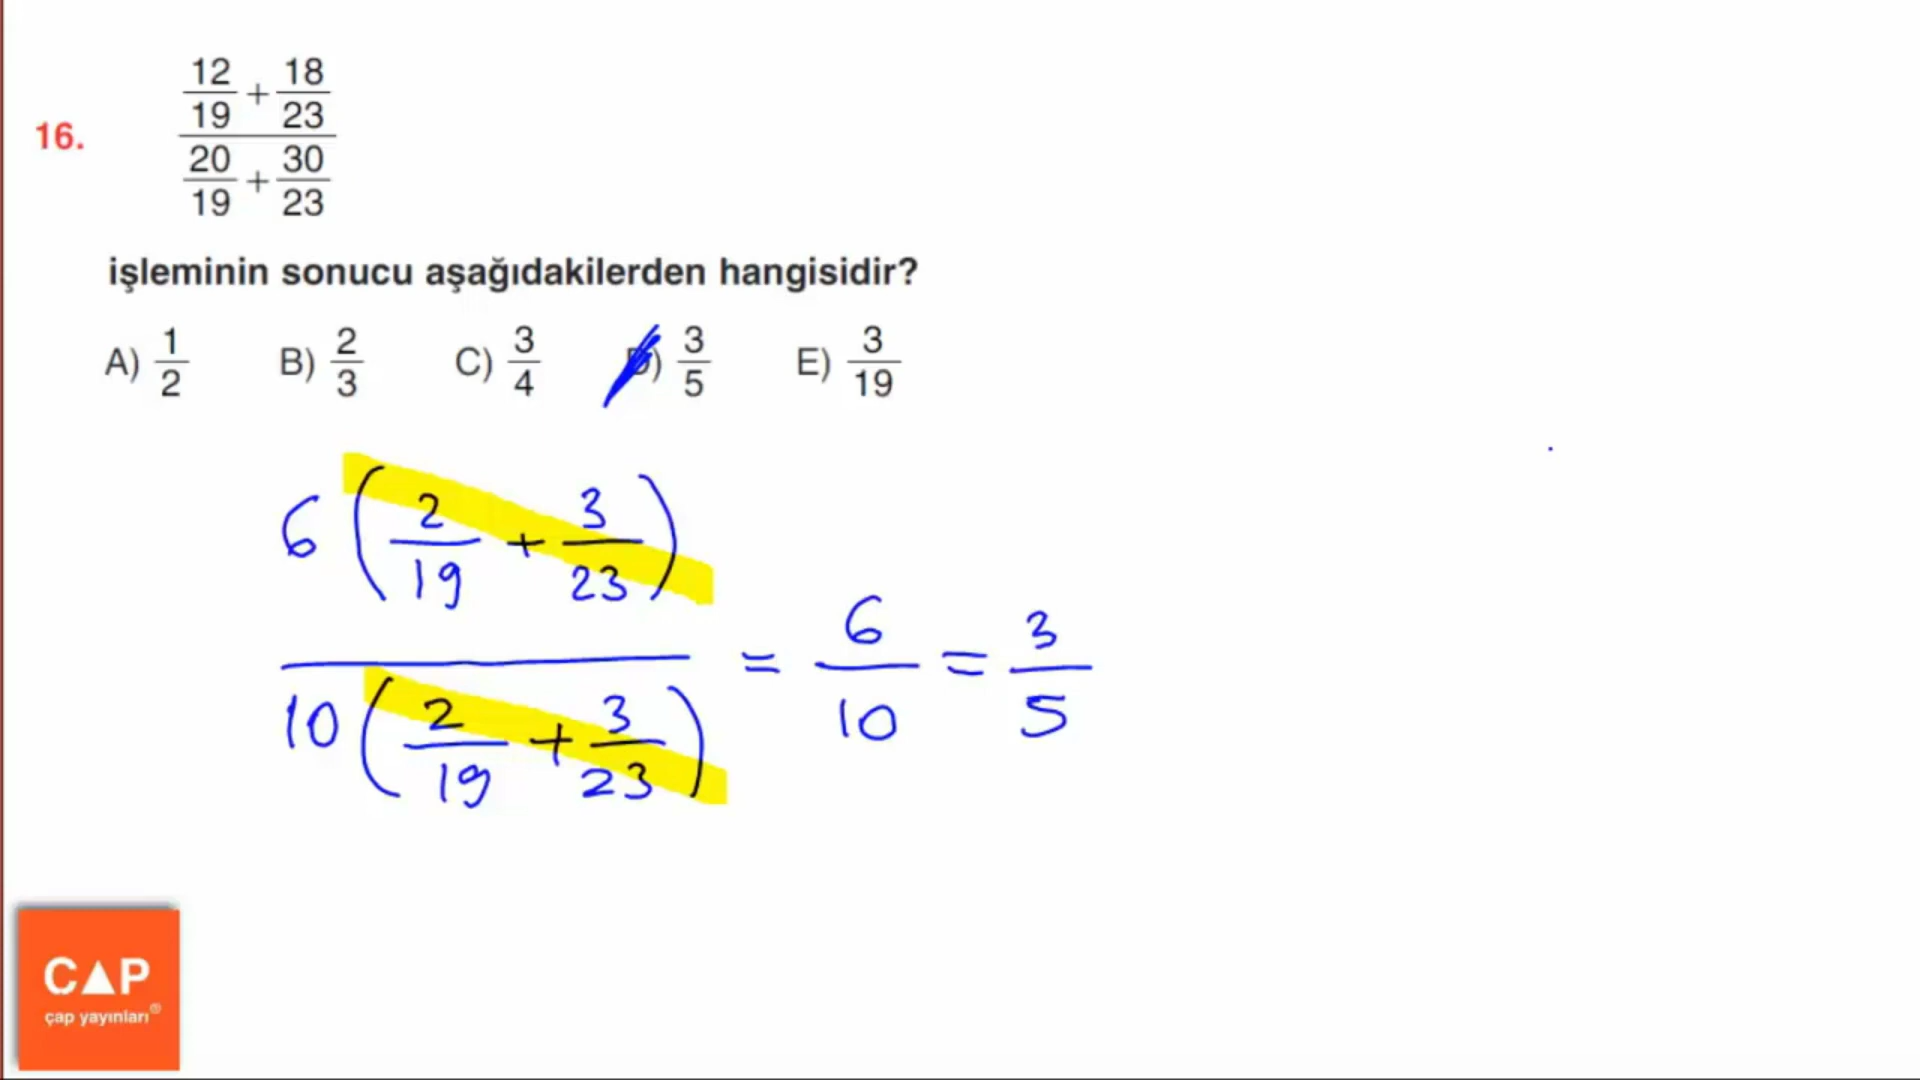 16.
12/19 + 18/23
20/19 + 30/23
işleminin sonucu aşağıdakilerden hangisidir?
A) 1/2 B) 2/3 C) 3/4 D) 3/5 E) 3/19
6 ( 2/19 + 3/23 )
10 ( 2/19 + 3/23 ) = 6/10 = 3/5
CAP
çap yayınları®